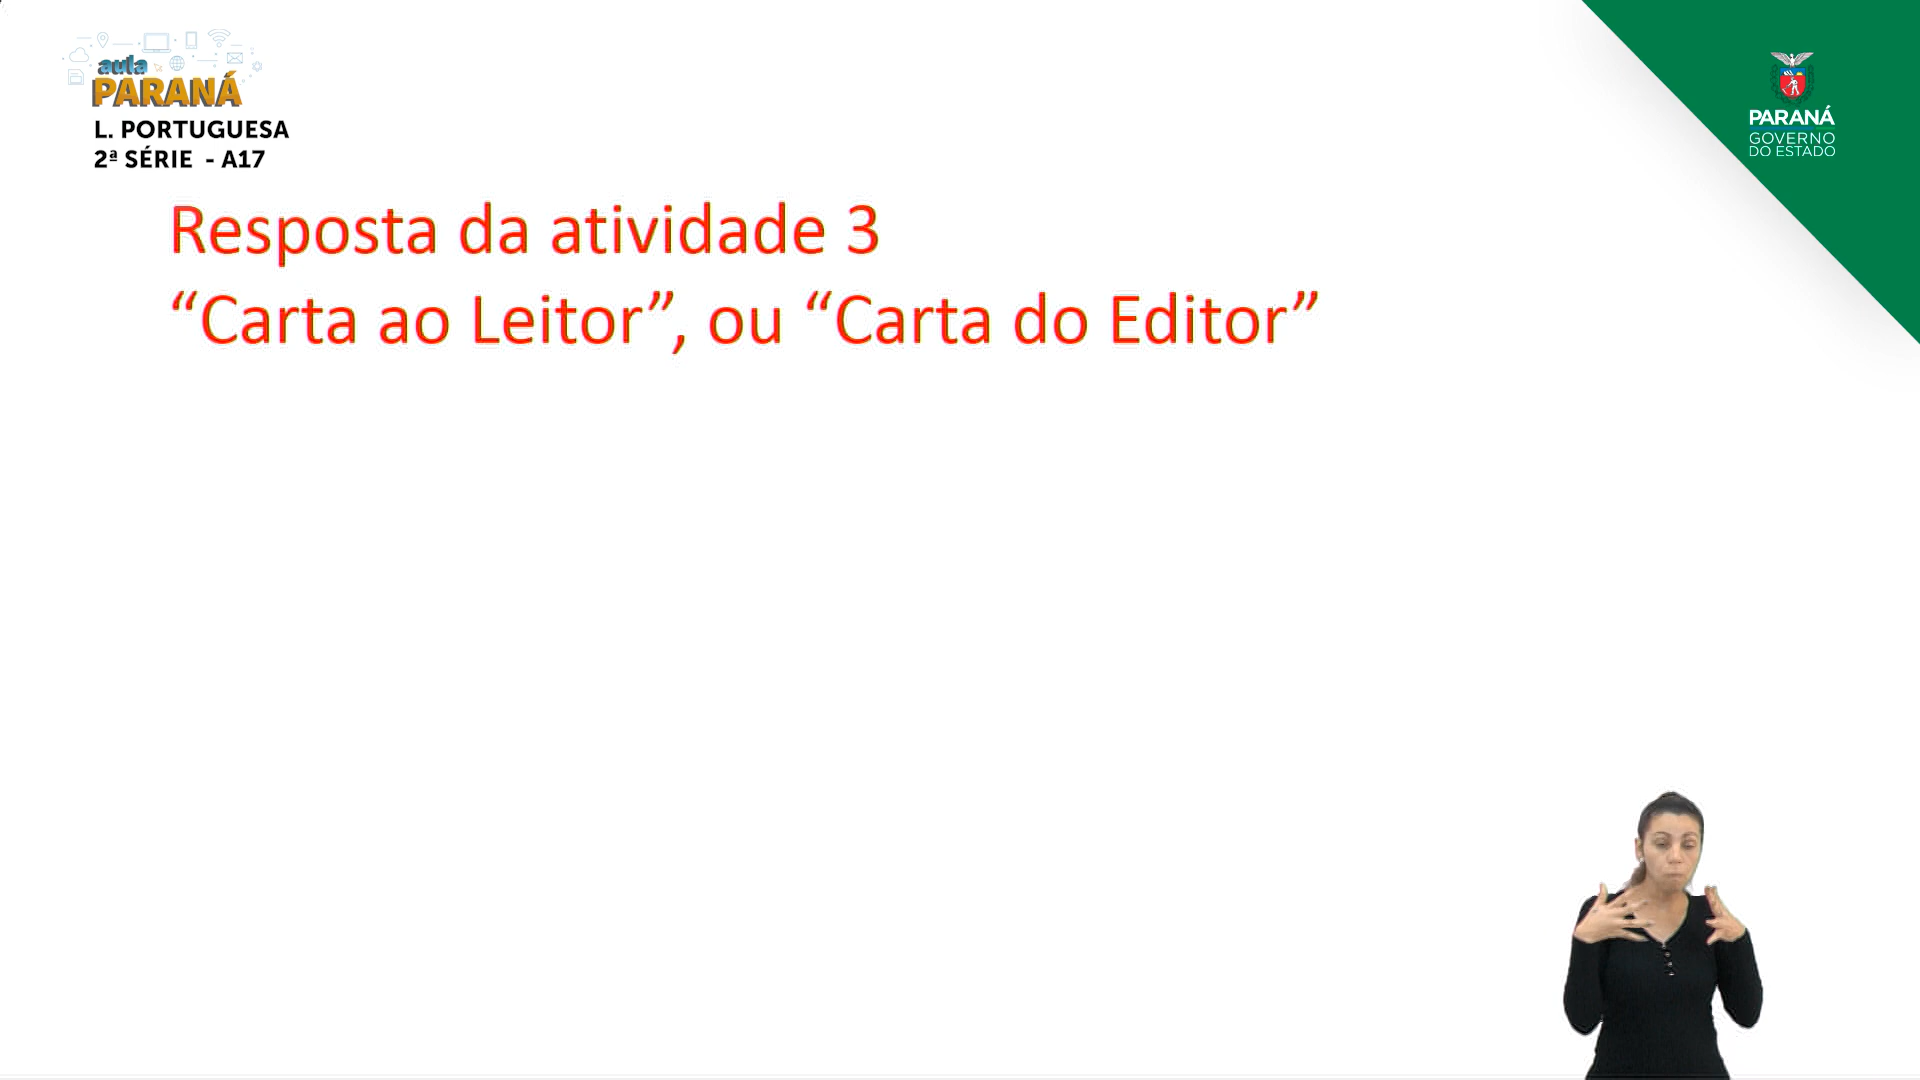 aula
PARANÁ
L. PORTUGUESA
2ª SÉRIE - A17
PARANÁ
GOVERNO
DO ESTADO
Resposta da atividade 3
“Carta ao Leitor”, ou “Carta do Editor”